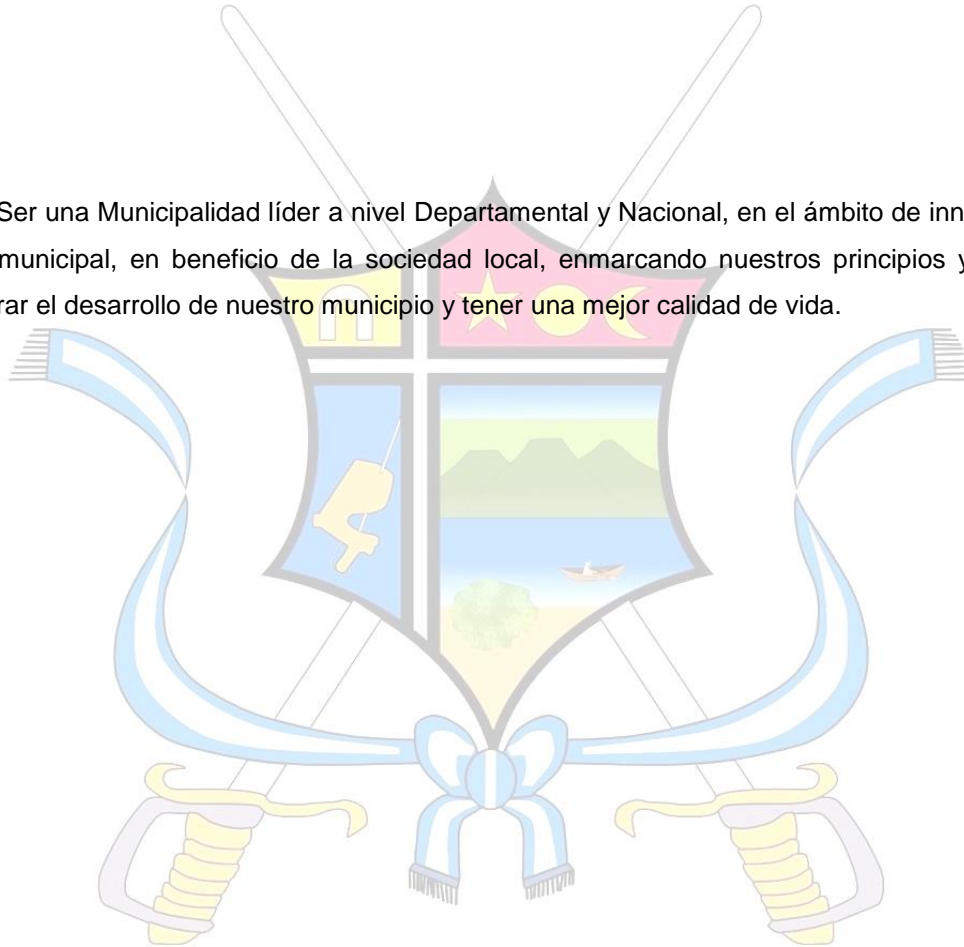 Ser una Municipalidad líder a nivel Departamental y Nacional, en el ámbito de inn
municipal, en beneficio de la sociedad local, enmarcando nuestros principios y
rar el desarrollo de nuestro municipio y tener una mejor calidad de vida.